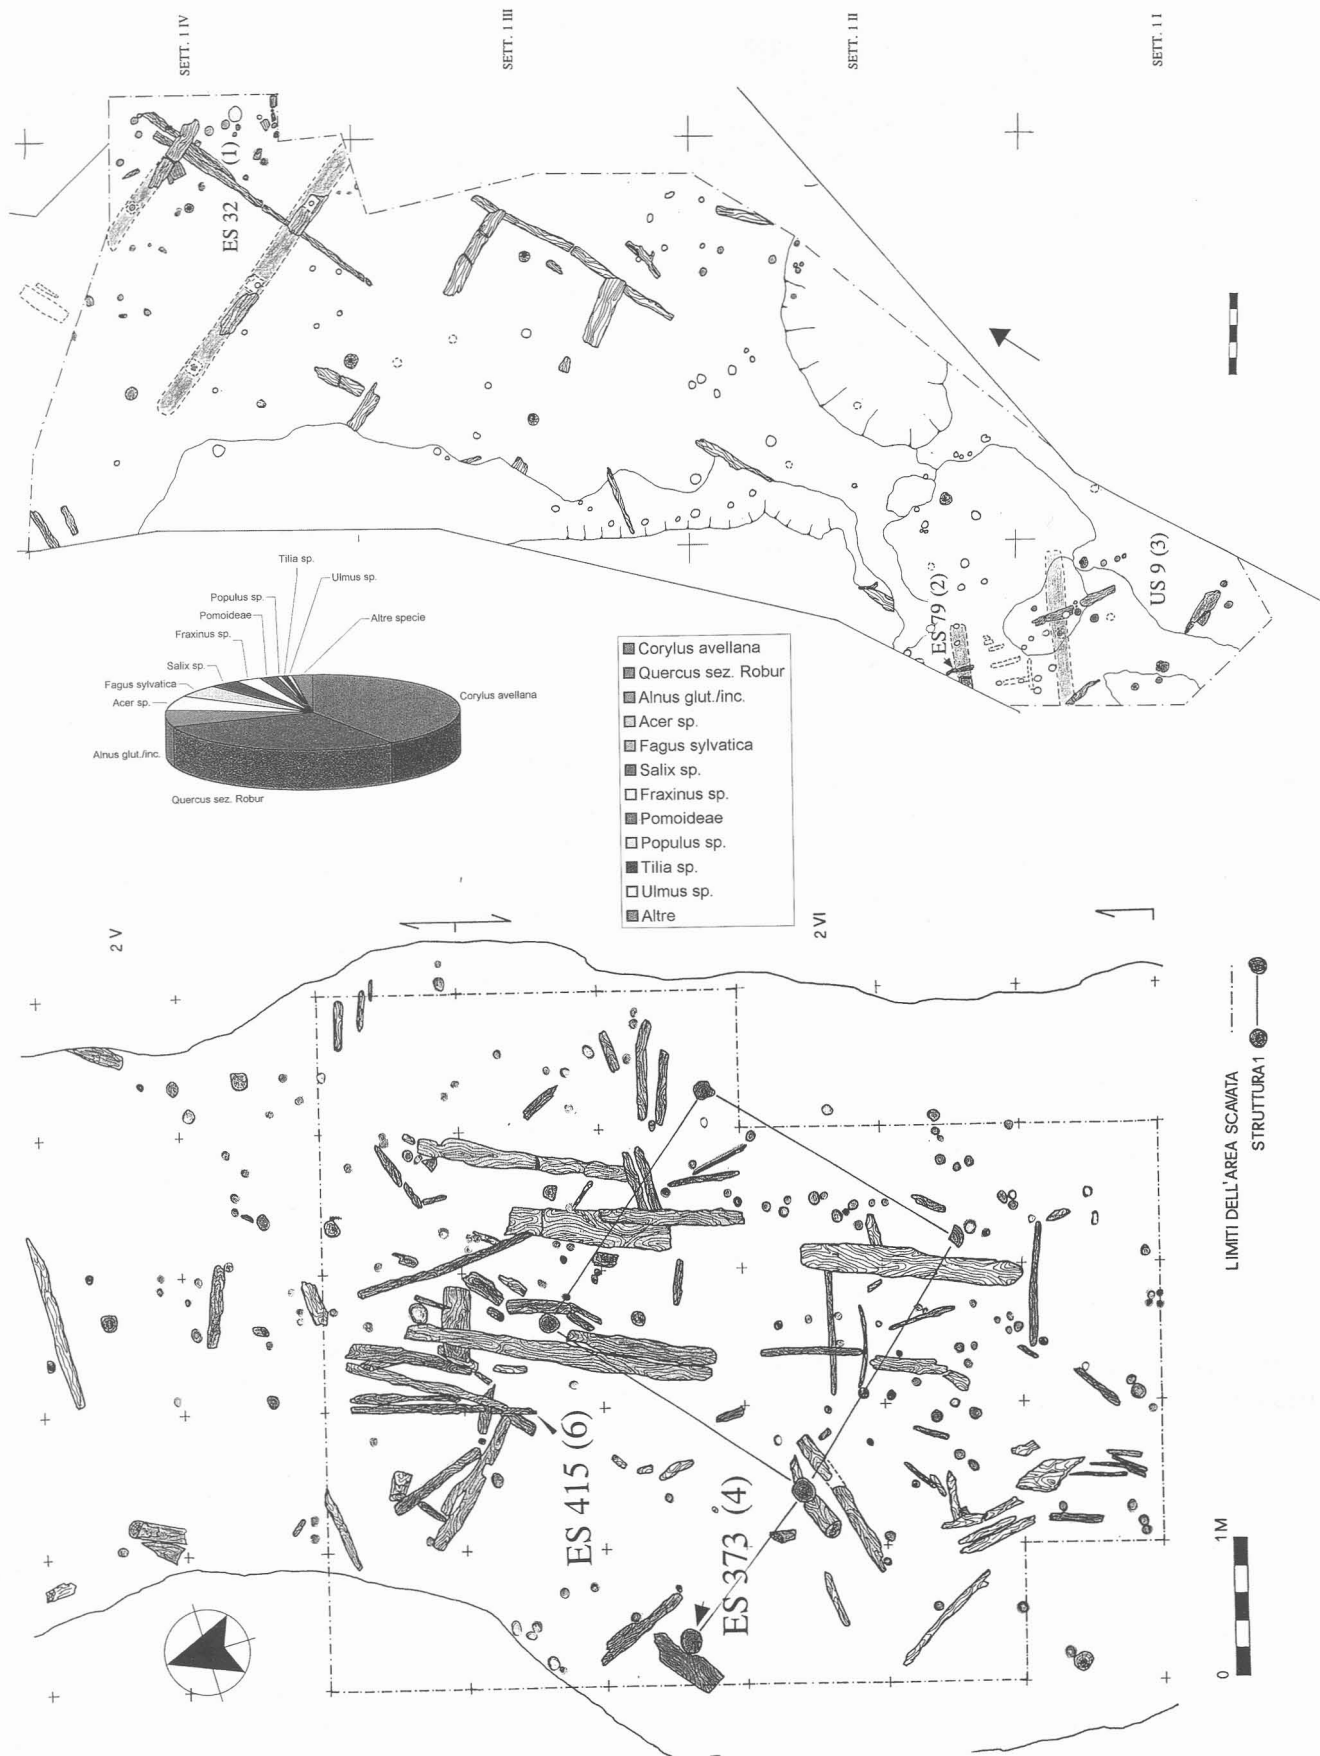 SETT. 1 IV
SETT. 1 III
SETT. 1 II
SETT. 1 I
ES 32 (1)
ES 79 (2)
US 9 (3)
Tilia sp.
Ulmus sp.
Populus sp.
Pomoideae
Altre specie
Fraxinus sp.
Salix sp.
Fagus sylvatica
Acer sp.
Corylus avellana
Alnus glut./inc.
Quercus sez. Robur
Corylus avellana
Quercus sez. Robur
Alnus glut./inc.
Acer sp.
Fagus sylvatica
Salix sp.
Fraxinus sp.
Pomoideae
Populus sp.
Tilia sp.
Ulmus sp.
Altre
2 V
2 VI
ES 415 (6)
ES 373 (4)
LIMITI DELL'AREA SCAVATA
STRUTTURA 1
0
1M